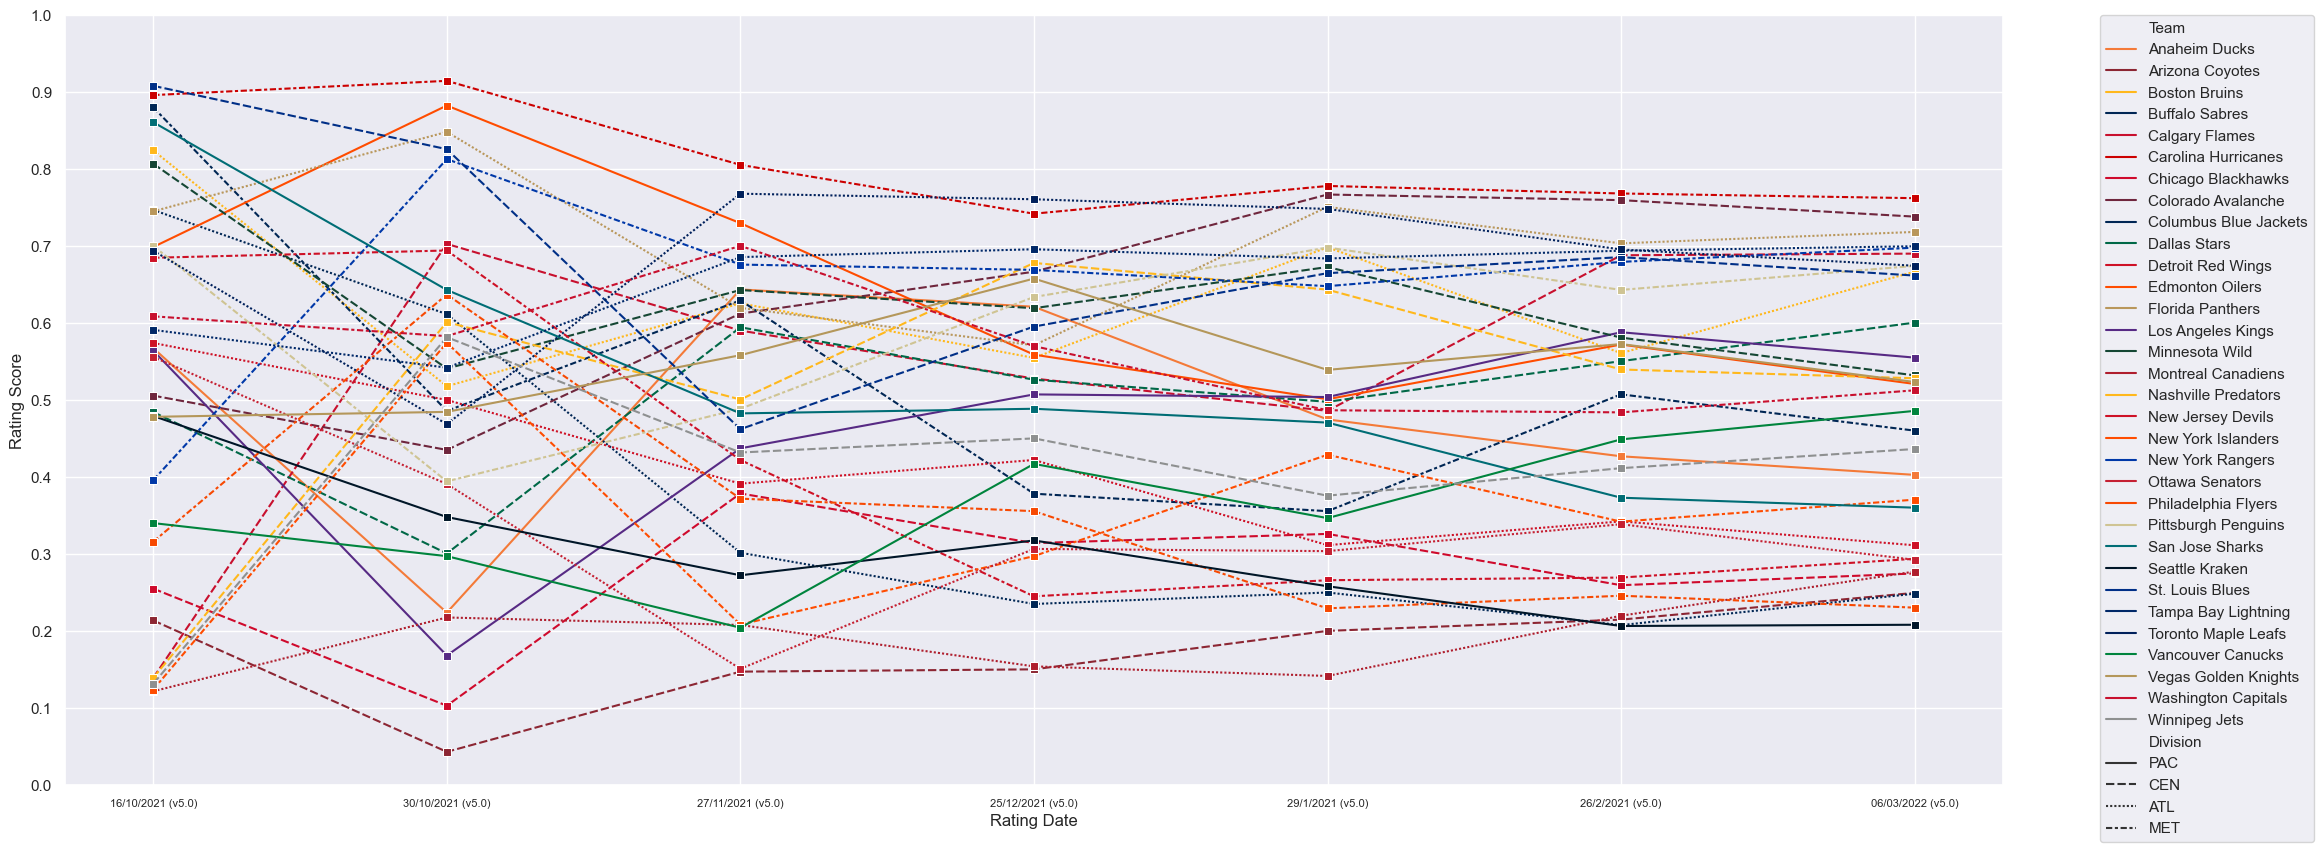 1.0
0.9
0.8
0.7
0.6
0.5
0.4
0.3
0.2
0.1
0.0
Rating Score
16/10/2021 (v5.0)
30/10/2021 (v5.0)
27/11/2021 (v5.0)
25/12/2021 (v5.0)
29/1/2021 (v5.0)
26/2/2021 (v5.0)
06/03/2022 (v5.0)
Rating Date
Team
Anaheim Ducks
Arizona Coyotes
Boston Bruins
Buffalo Sabres
Calgary Flames
Carolina Hurricanes
Chicago Blackhawks
Colorado Avalanche
Columbus Blue Jackets
Dallas Stars
Detroit Red Wings
Edmonton Oilers
Florida Panthers
Los Angeles Kings
Minnesota Wild
Montreal Canadiens
Nashville Predators
New Jersey Devils
New York Islanders
New York Rangers
Ottawa Senators
Philadelphia Flyers
Pittsburgh Penguins
San Jose Sharks
Seattle Kraken
St. Louis Blues
Tampa Bay Lightning
Toronto Maple Leafs
Vancouver Canucks
Vegas Golden Knights
Washington Capitals
Winnipeg Jets
Division
PAC
CEN
ATL
MET